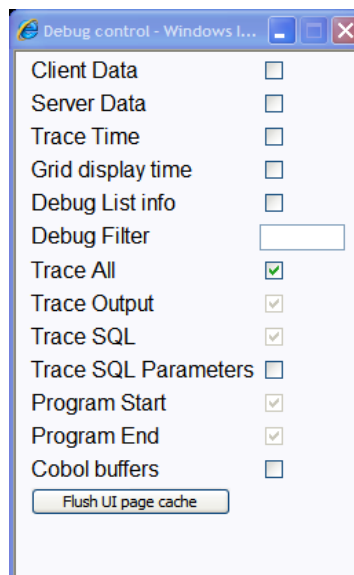 Debug control - Windows I...
Client Data
Server Data
Trace Time
Grid display time
Debug List info
Debug Filter
Trace All
Trace Output
Trace SQL
Trace SQL Parameters
Program Start
Program End
Cobol buffers
Flush UI page cache